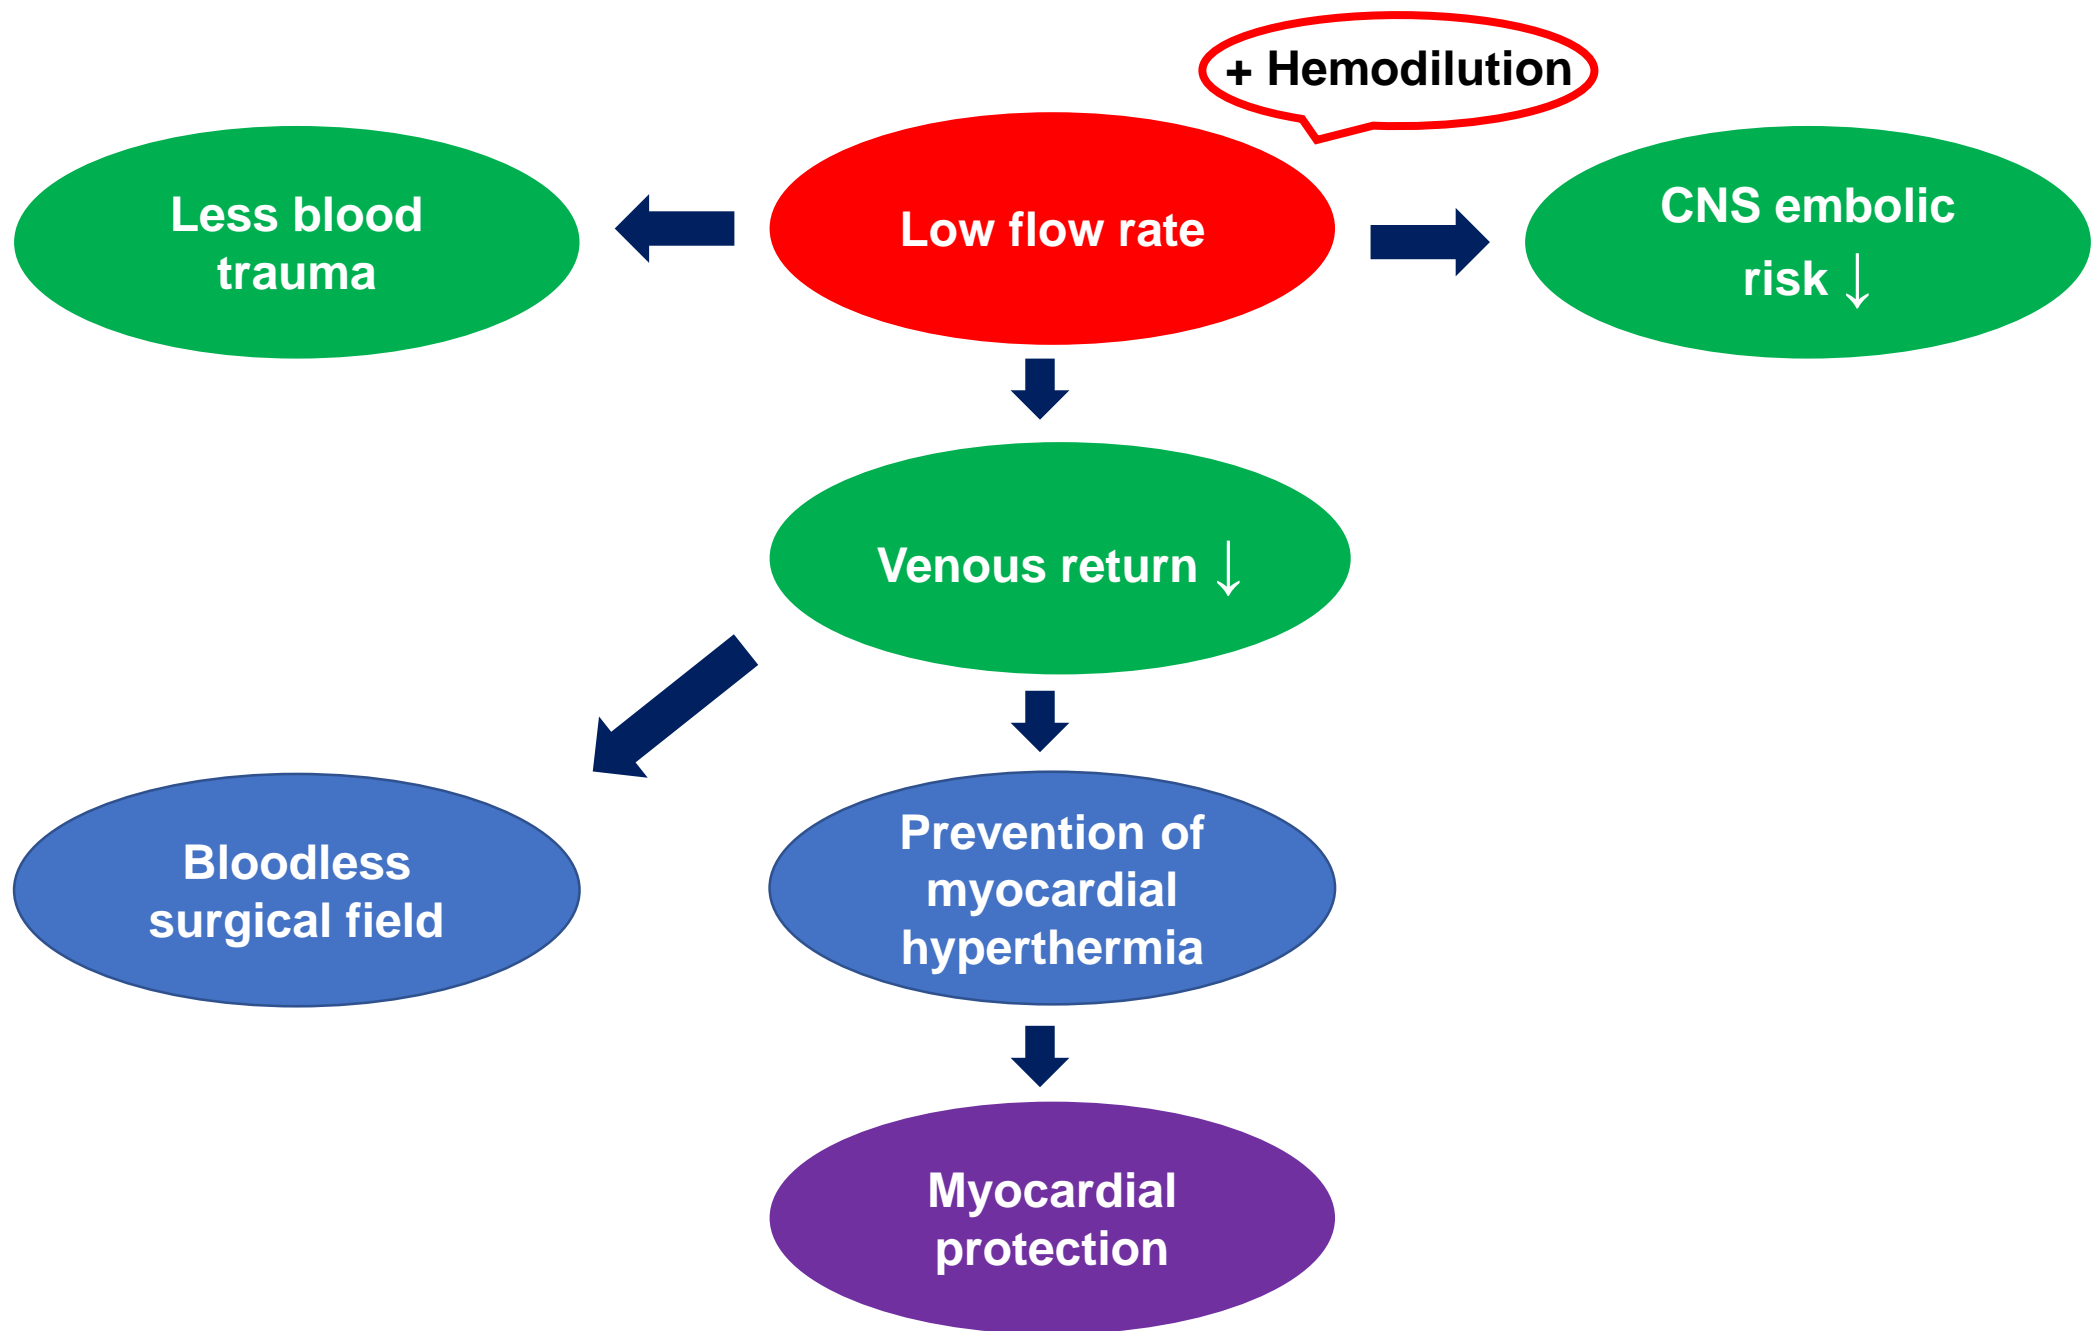 + Hemodilution
Less blood
trauma
Low flow rate
CNS embolic
risk ↓
Venous return ↓
Bloodless
surgical field
Prevention of
myocardial
hyperthermia
Myocardial
protection